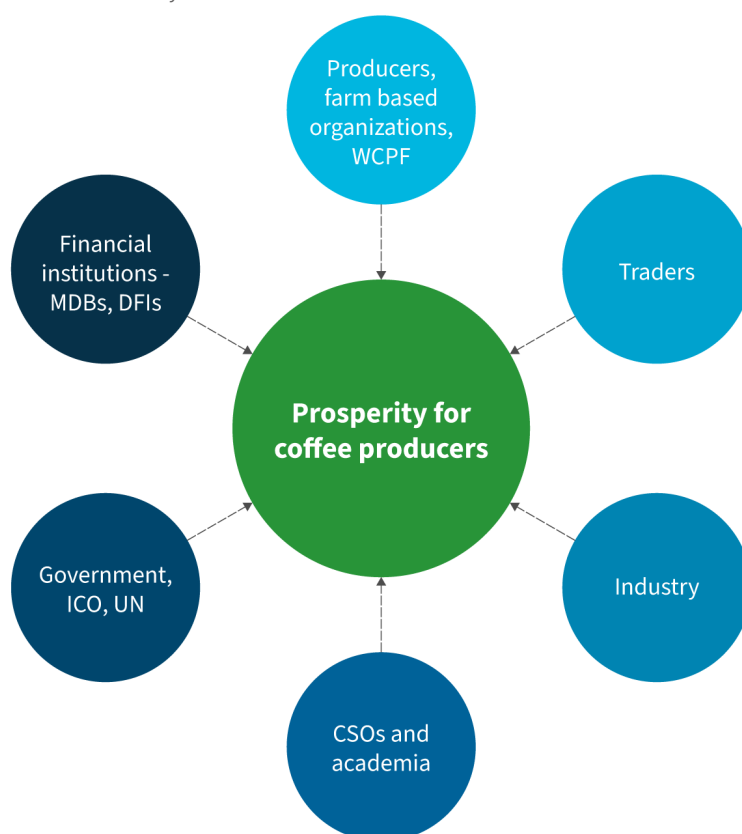 Producers,
farm based
organizations,
WCPF
Financial
institutions -
MDBs, DFIs
Traders
Prosperity for
coffee producers
Government,
ICO, UN
Industry
CSOs and
academia